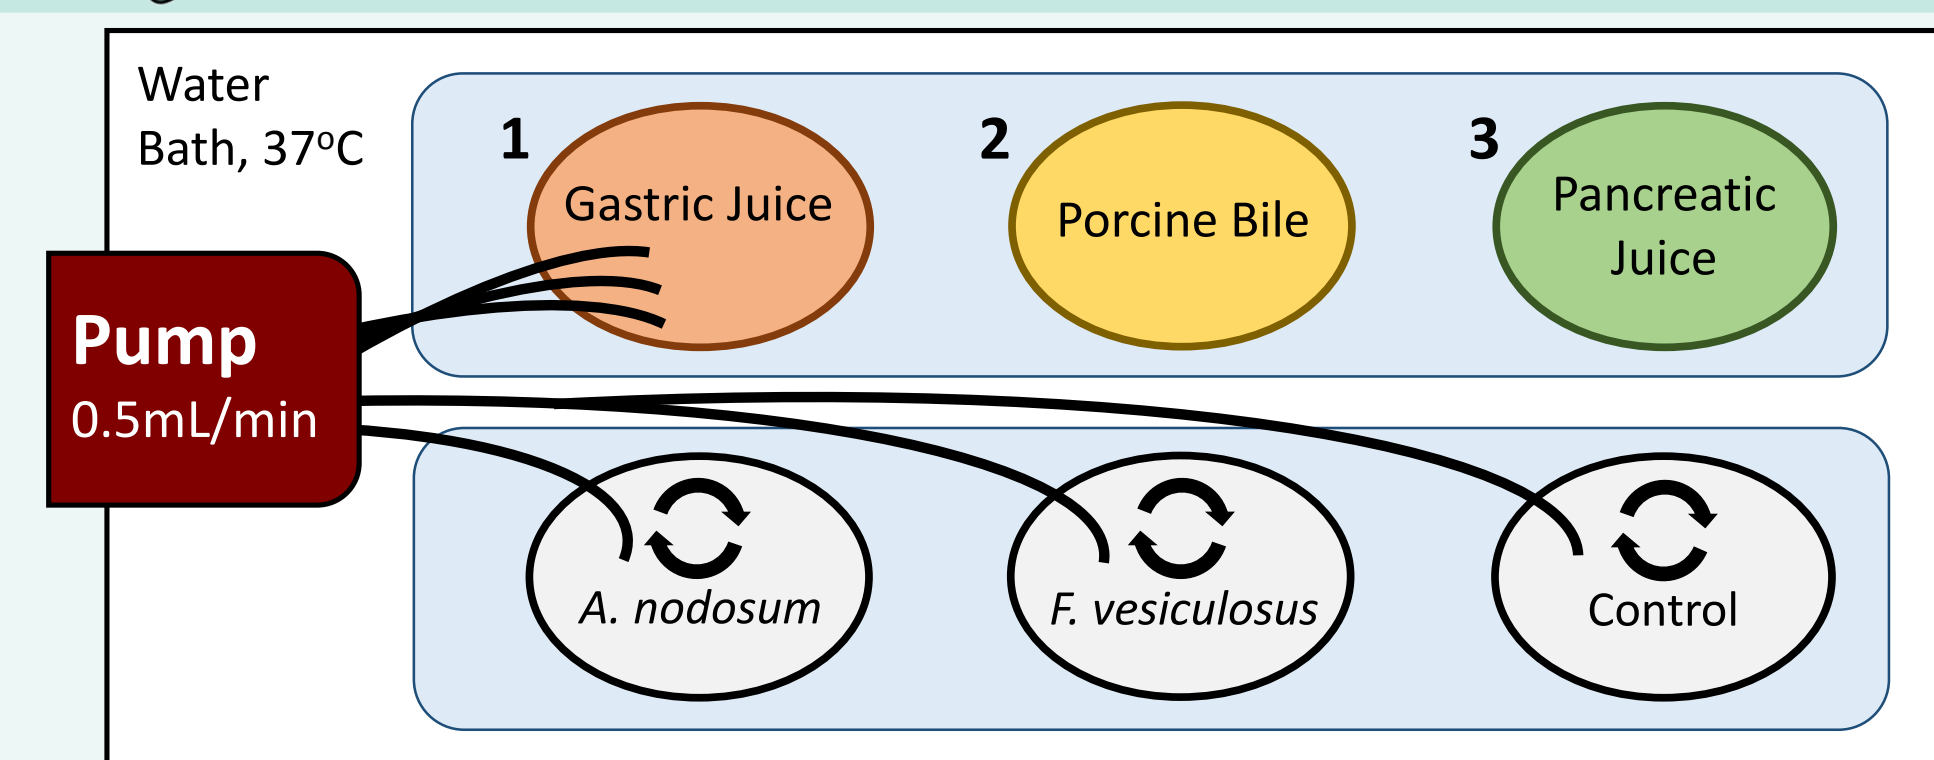 Water
Bath, 37ºC
1
Gastric Juice
2
Porcine Bile
3
Pancreatic
Juice
Pump
0.5mL/min
A. nodosum
F. vesiculosus
Control